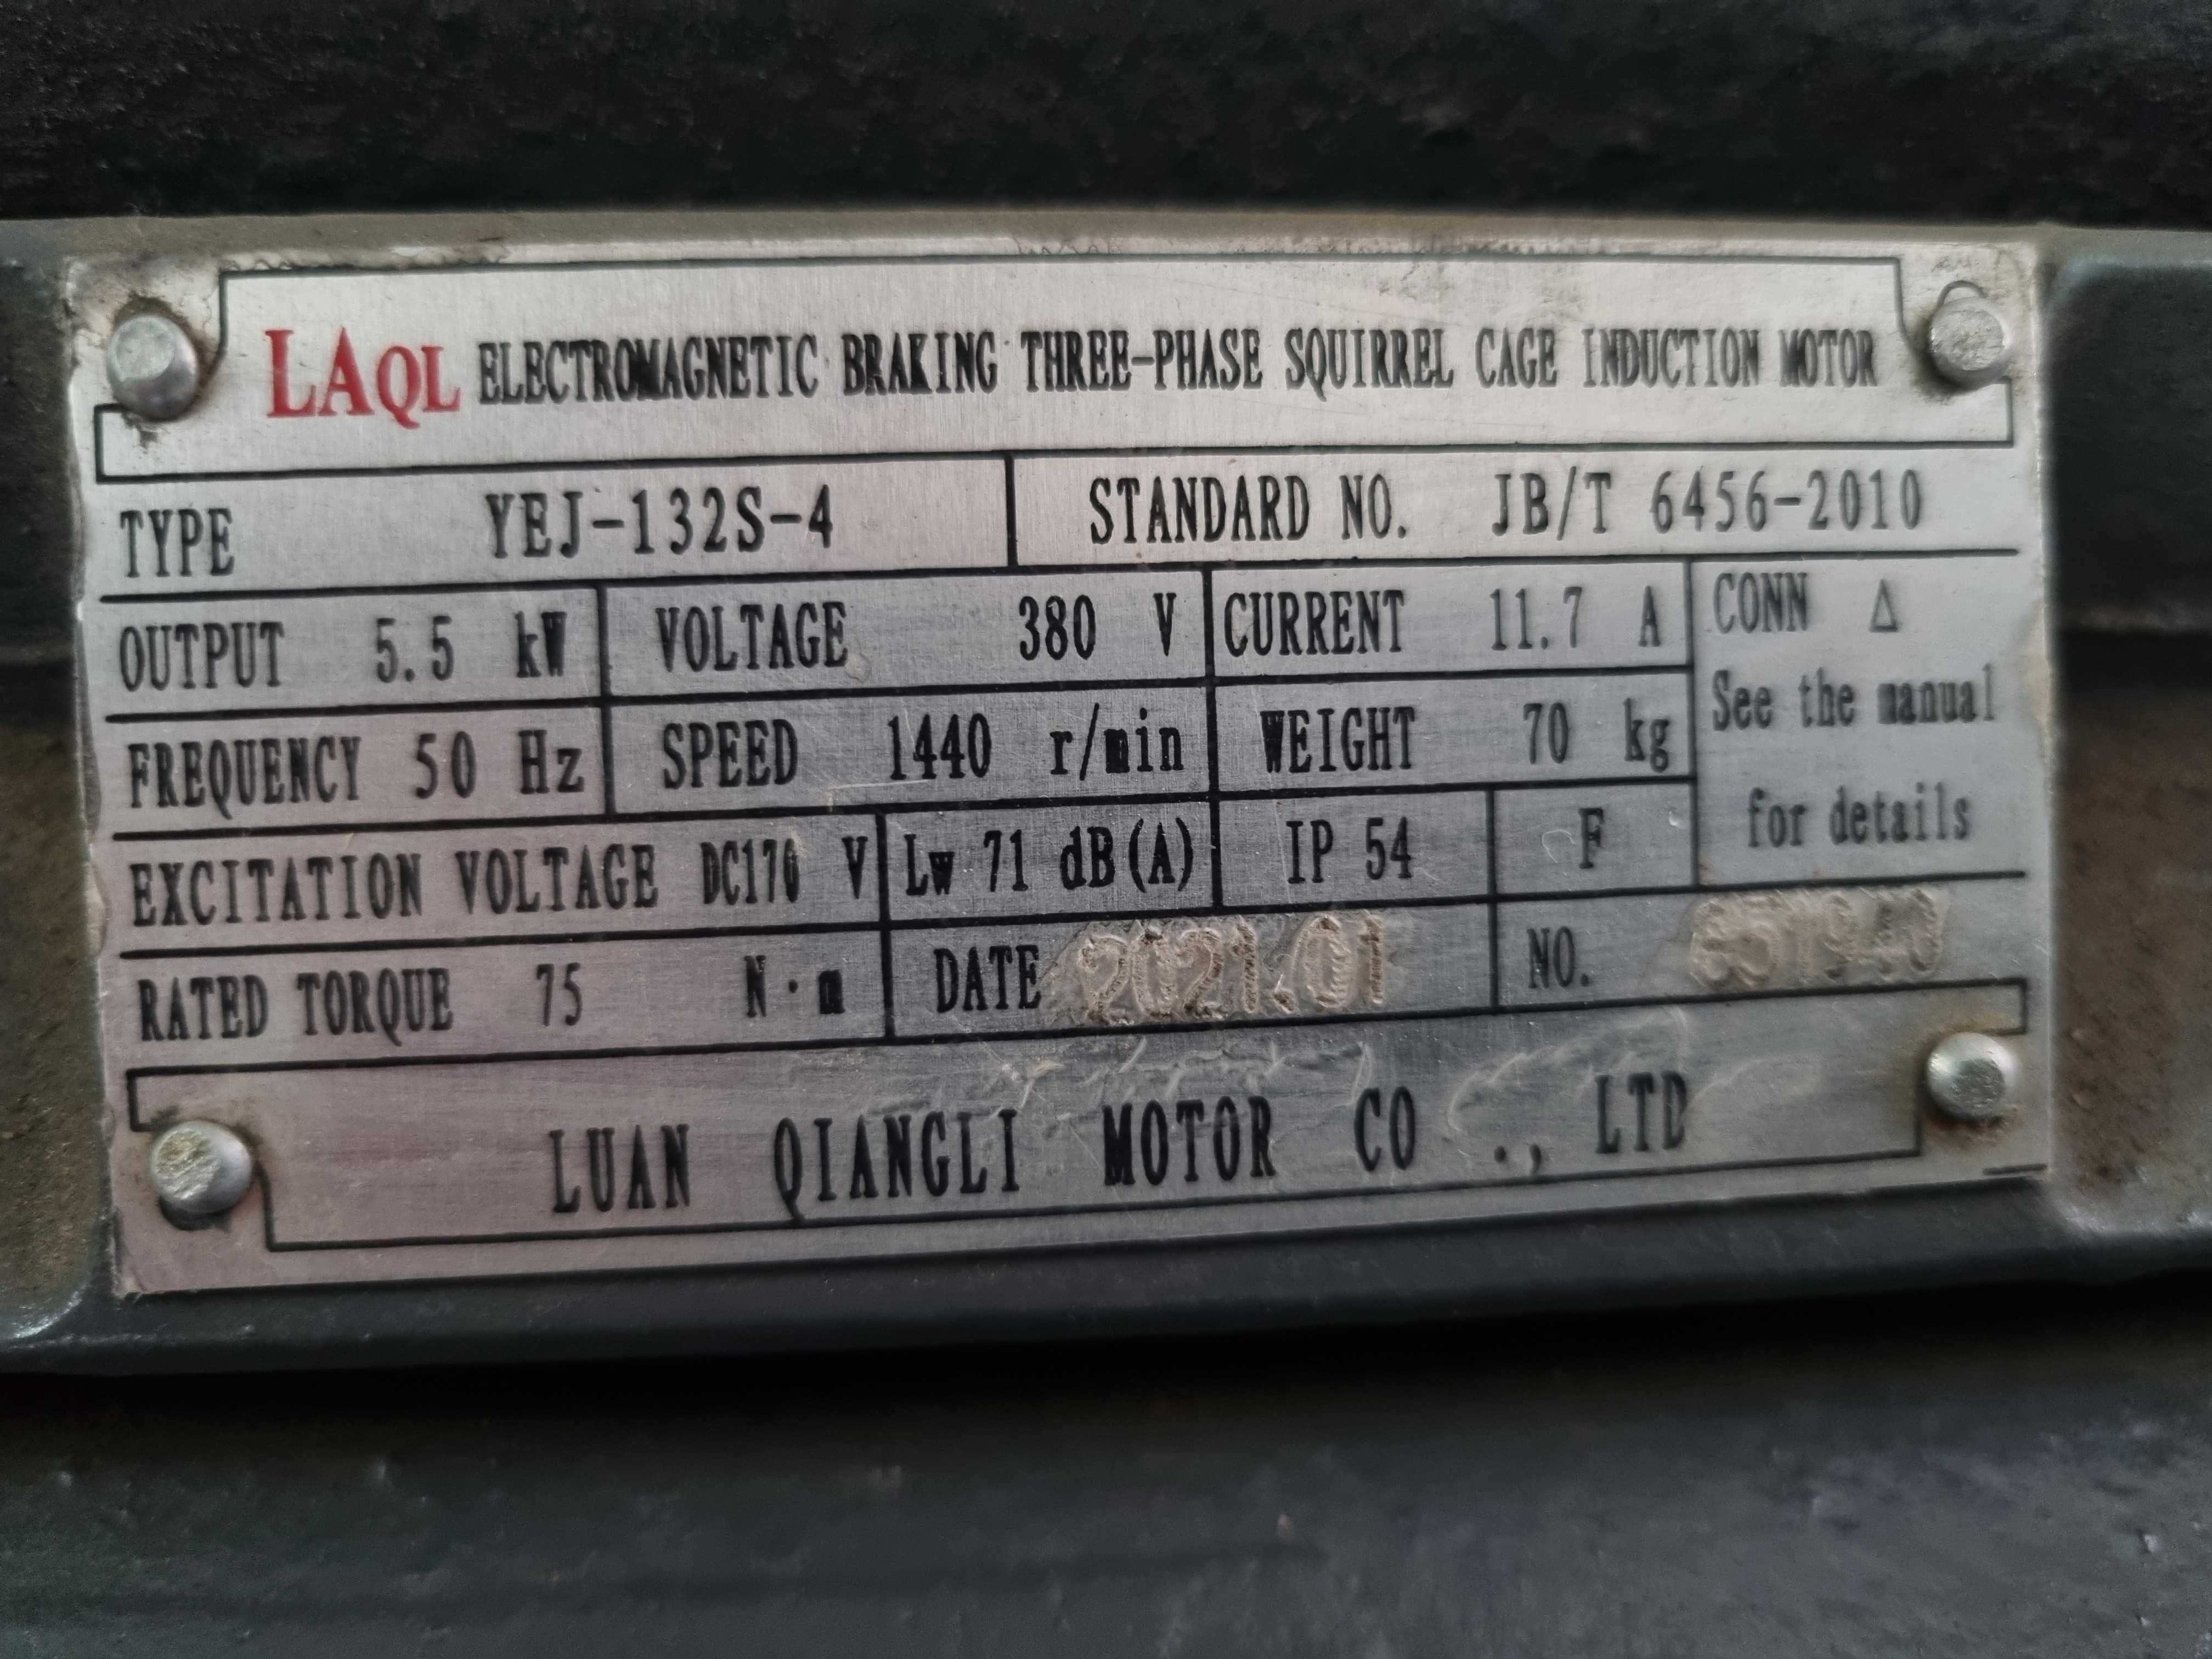 LAQL ELECTROMAGNETIC BRAKING THREE-PHASE SQUIRREL CAGE INDUCTION MOTOR
TYPE YEJ-132S-4 STANDARD NO. JB/T 6456-2010
OUTPUT 5.5 kW VOLTAGE 380 V CURRENT 11.7 A CONN Δ
FREQUENCY 50 Hz SPEED 1440 r/min WEIGHT 70 kg See the manual
EXCITATION VOLTAGE DC170 V Lw 71 dB(A) IP 54 F for details
RATED TORQUE 75 N·m DATE 2021.01 NO.
LUAN QIANGLI MOTOR CO ., LTD